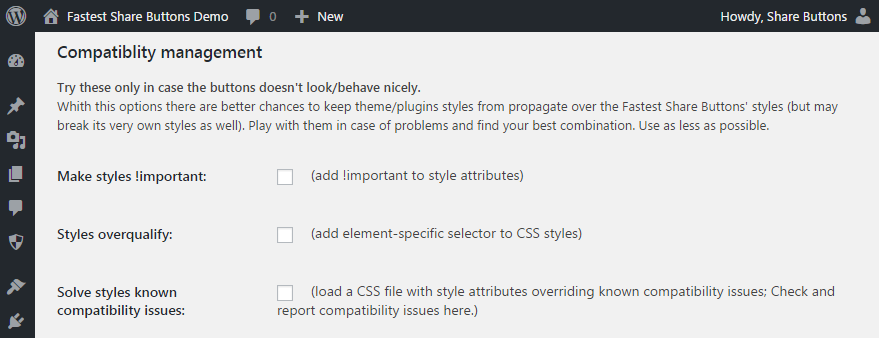 Fastest Share Buttons Demo 0 New Howdy, Share Buttons
Compatiblity management
Try these only in case the buttons doesn't look/behave nicely.
Whith this options there are better chances to keep theme/plugins styles from propagate over the Fastest Share Buttons' styles (but may
break its very own styles as well). Play with them in case of problems and find your best combination. Use as less as possible.
Make styles !important: (add !important to style attributes)
Styles overqualify: (add element-specific selector to CSS styles)
Solve styles known (load a CSS file with style attributes overriding known compatibility issues; Check and
compatibility issues: report compatibility issues here.)